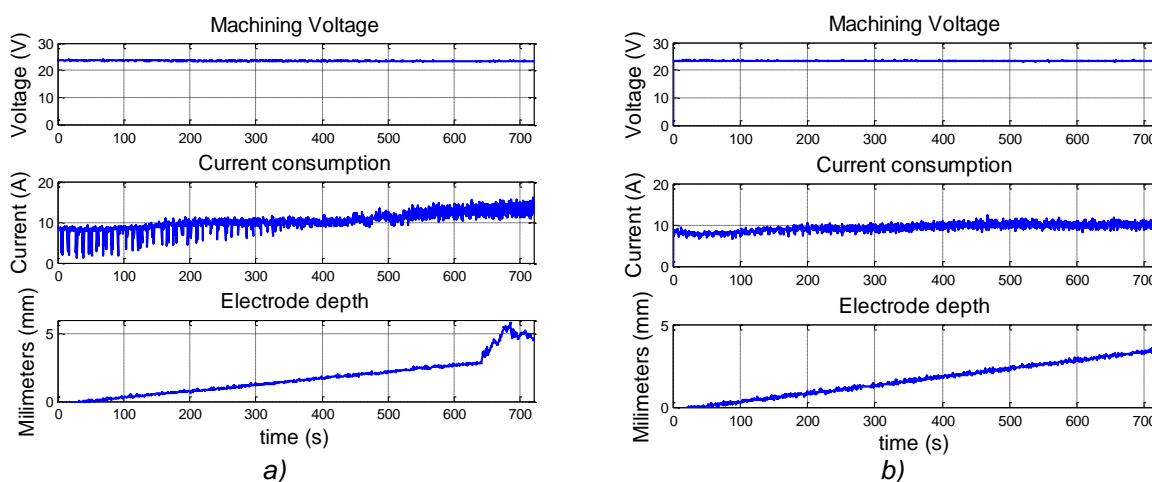 Machining Voltage
Voltage (V)
30
20
10
0
0 100 200 300 400 500 600 700
Current consumption
Current (A)
20
10
0
0 100 200 300 400 500 600 700
Electrode depth
Milimeters (mm)
5
0
0 100 200 300 400 500 600 700
time (s)
a)
Machining Voltage
Voltage (V)
30
20
10
0
0 100 200 300 400 500 600 700
Current consumption
Current (A)
20
10
0
0 100 200 300 400 500 600 700
Electrode depth
Milimeters (mm)
5
0
0 100 200 300 400 500 600 700
time (s)
b)